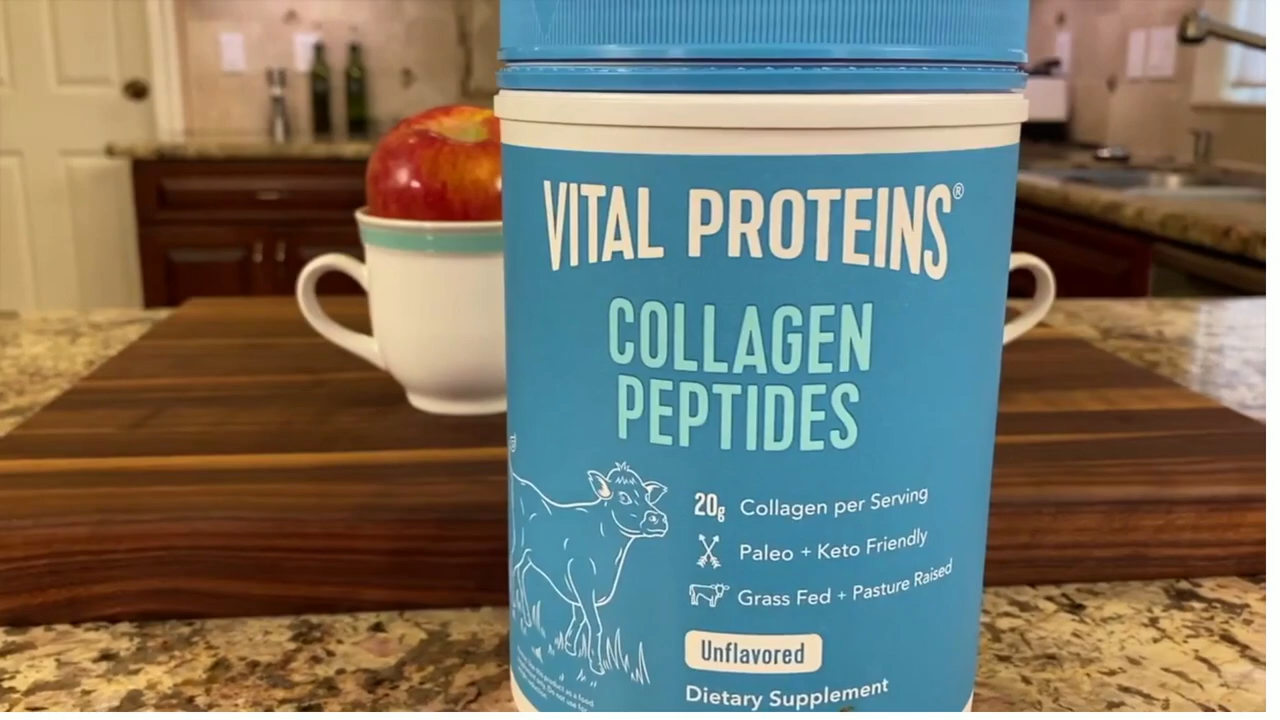 VITAL PROTEINS®
COLLAGEN
PEPTIDES
20g Collagen per Serving
Paleo + Keto Friendly
Grass Fed + Pasture Raised
Unflavored
Dietary Supplement